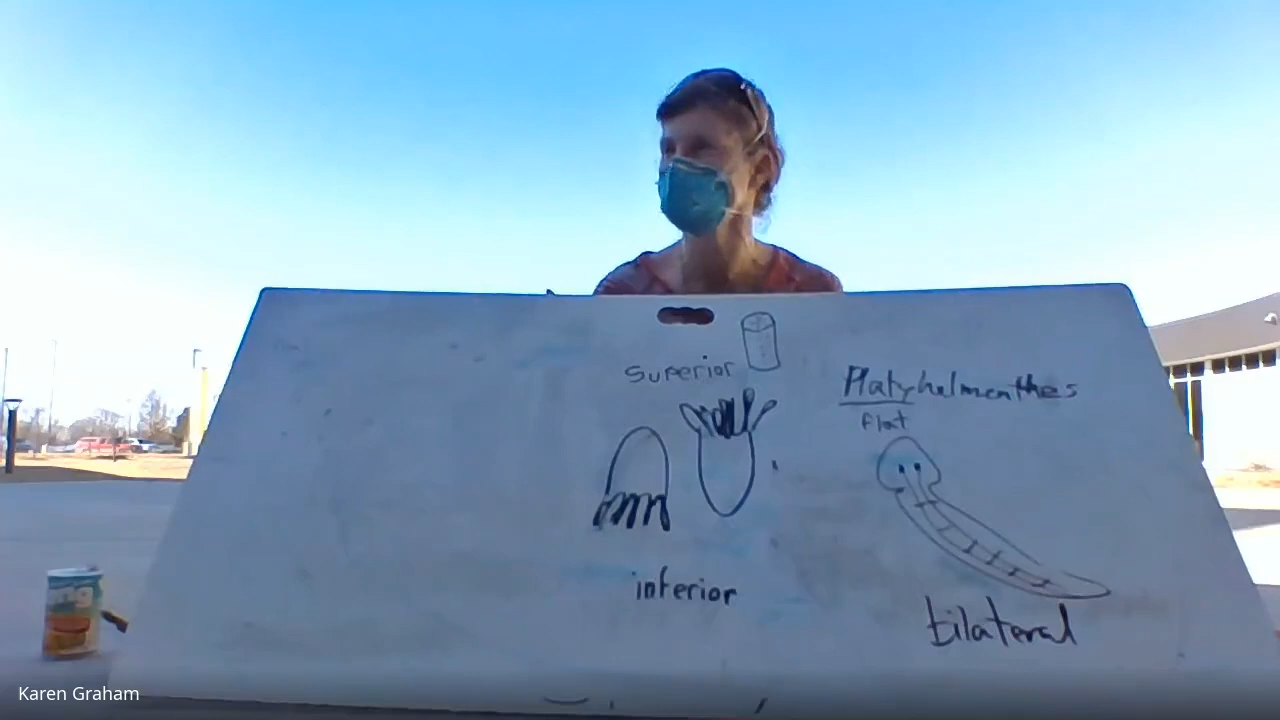 Superior
Platyhelmenthes
flat
inferior
bilateral
Karen Graham